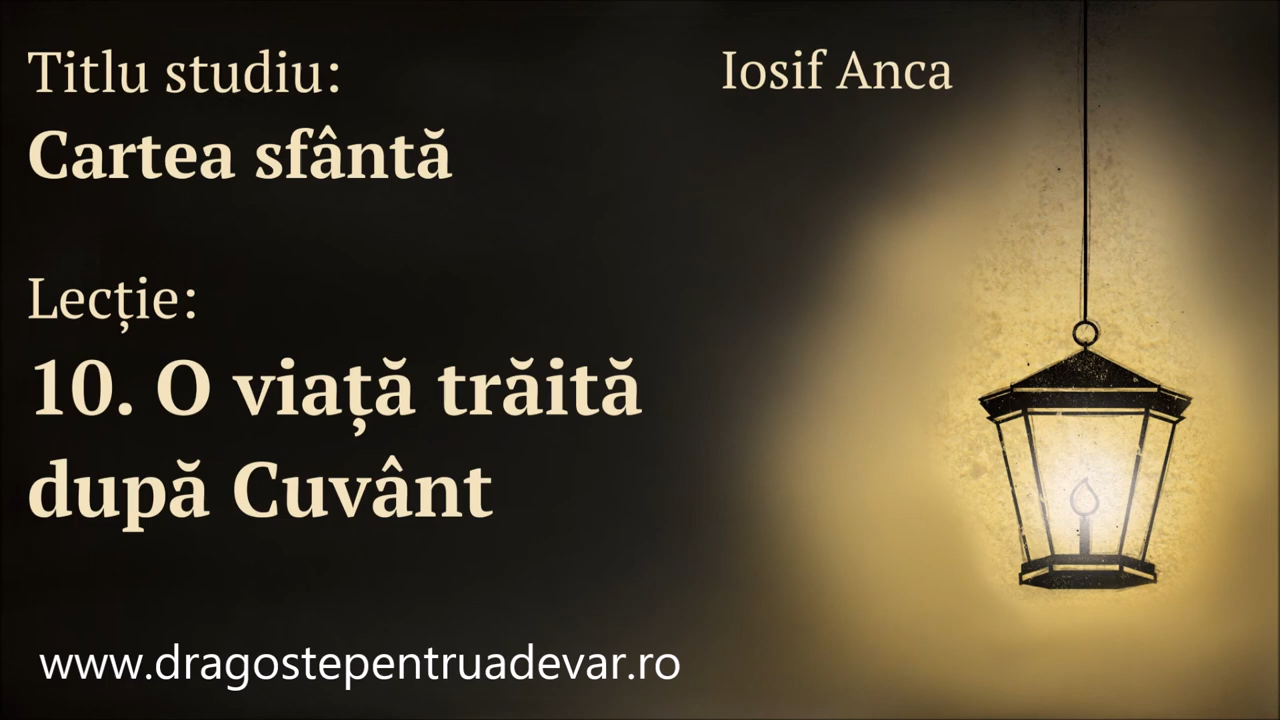 Titlu studiu:
Cartea sfântă
Iosif Anca
Lecție:
10. O viață trăită
după Cuvânt
www.dragostepentruadevar.ro